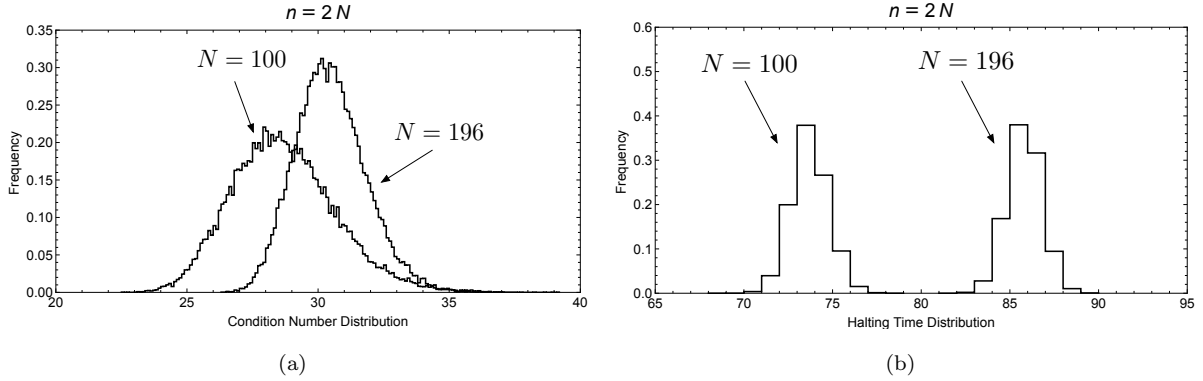 n = 2 N
0.35
0.30
0.25
0.20
0.15
0.10
0.05
0.00
Frequency
N = 100
N = 196
20 25 30 35 40
Condition Number Distribution
(a)
n = 2 N
0.6
0.5
0.4
0.3
0.2
0.1
0.0
Frequency
N = 100
N = 196
65 70 75 80 85 90 95
Halting Time Distribution
(b)